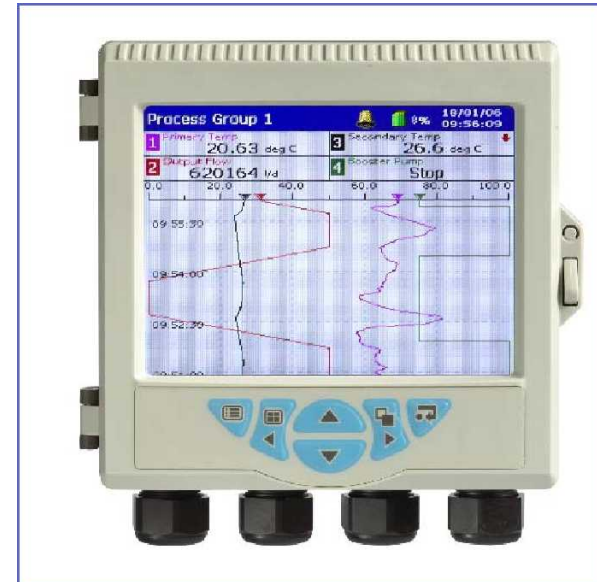 Process Group 1
0%
18/01/06
09:56:09
1 Primary Temp
20.63 deg C
3 Secondary Temp
26.6 deg C
2 Output Flow
620164 l/d
4 Booster Pump
Stop
0.0 20.0 40.0 60.0 80.0 100.0
09:55:30
09:54:00
09:52:30